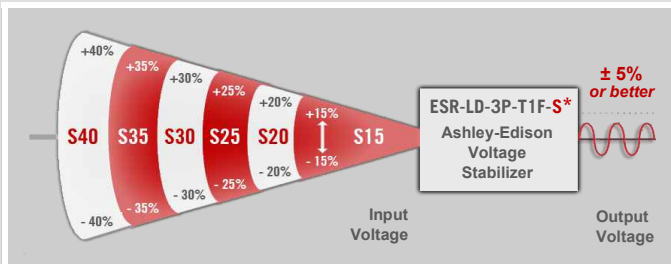 +40%
+35%
+30%
+25%
+20%
+15%
S40 S35 S30 S25 S20 S15
- 15%
- 20%
- 25%
- 30%
- 35%
- 40%
Input
Voltage
ESR-LD-3P-T1F-S*
Ashley-Edison
Voltage
Stabilizer
± 5%
or better
Output
Voltage